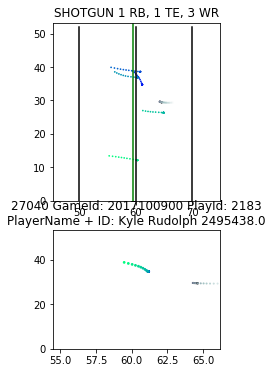 SHOTGUN 1 RB, 1 TE, 3 WR
50
40
30
20
10
0
50 60 70
27040 GameId: 2017100900 PlayId: 2183
PlayerName + ID: Kyle Rudolph 2495438.0
40
20
0
55.0 57.5 60.0 62.5 65.0